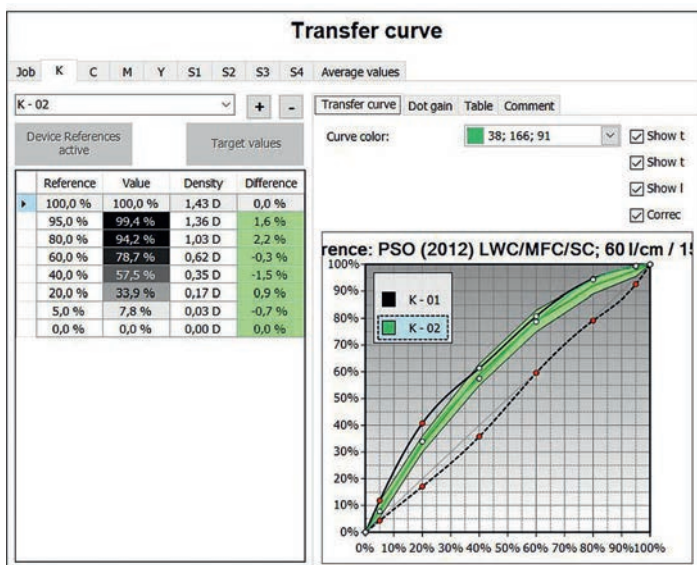 Transfer curve
Job K C M Y S1 S2 S3 S4 Average values
K - 02 + -
Device References
active
Target values
Reference Value Density Difference
100,0 % 100,0 % 1,43 D 0,0 %
95,0 % 99,4 % 1,36 D 1,6 %
80,0 % 94,2 % 1,03 D 2,2 %
60,0 % 78,7 % 0,62 D -0,3 %
40,0 % 57,5 % 0,35 D -1,5 %
20,0 % 33,9 % 0,17 D 0,9 %
5,0 % 7,8 % 0,03 D -0,7 %
0,0 % 0,0 % 0,00 D 0,0 %
Transfer curve Dot gain Table Comment
Curve color: 38; 166; 91
Show t
Show t
Show l
Correc
rence: PSO (2012) LWC/MFC/SC; 60 l/cm / 15
100%
90%
80%
70%
60%
50%
40%
30%
20%
10%
0%
K - 01
K - 02
0% 10% 20% 30% 40% 50% 60% 70% 80% 90% 100%